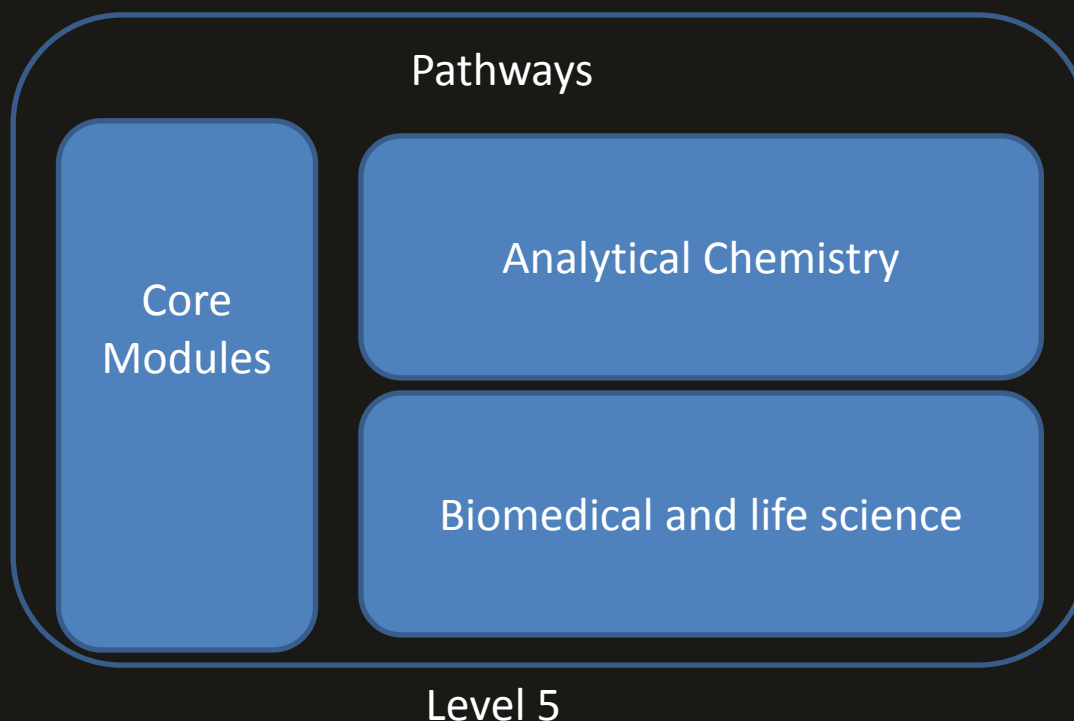 Pathways
Core
Modules
Analytical Chemistry
Biomedical and life science
Level 5